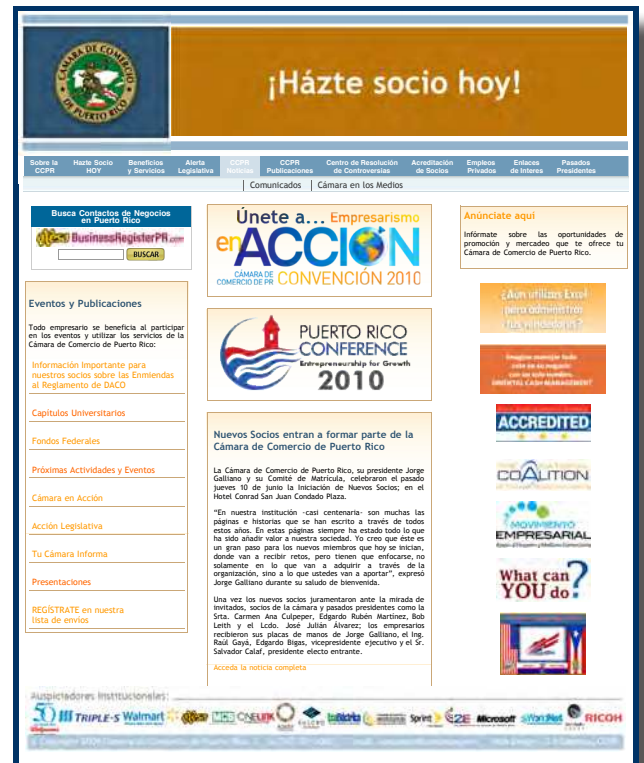 CÁMARA DE COMERCIO
DE PUERTO RICO
¡Házte socio hoy!
Sobre la CCPR
Hazte Socio HOY
Beneficios y Servicios
Alerta Legislativa
CCPR Noticias
CCPR Publicaciones
Centro de Resolución de Controversias
Acreditación de Socios
Empleos Privados
Enlaces de Interes
Pasados Presidentes
Comunicados | Cámara en los Medios
Busca Contactos de Negocios
en Puerto Rico
BusinessRegisterPR.com
BUSCAR
Eventos y Publicaciones
Todo empresario se beneficia al participar
en los eventos y utilizar los servicios de la
Cámara de Comercio de Puerto Rico:
Información Importante para
nuestros socios sobre las Enmiendas
al Reglamento de DACO
Capítulos Universitarios
Fondos Federales
Próximas Actividades y Eventos
Cámara en Acción
Acción Legislativa
Tu Cámara Informa
Presentaciones
REGÍSTRATE en nuestra
lista de envíos
Únete a... Empresarismo
en ACCIÓN
CÁMARA DE
COMERCIO DE PR CONVENCIÓN 2010
PUERTO RICO
CONFERENCE
Entrepreneurship for Growth
2010
Nuevos Socios entran a formar parte de la
Cámara de Comercio de Puerto Rico
La Cámara de Comercio de Puerto Rico, su presidente Jorge
Galliano y su Comité de Matrícula, celebraron el pasado
jueves 10 de junio la Iniciación de Nuevos Socios; en el
Hotel Conrad San Juan Condado Plaza.
“En nuestra institución -casi centenaria- son muchas las
páginas e historias que se han escrito a través de todos
estos años. En estas páginas siempre ha estado todo lo que
ha sido añadir valor a nuestra sociedad. Yo creo que éste es
un gran paso para los nuevos miembros que hoy se inician,
donde van a recibir retos, pero tienen que enfocarse, no
solamente en lo que van a adquirir a través de la
organización, sino a lo que ustedes van a aportar”, expresó
Jorge Galliano durante su saludo de bienvenida.
Una vez los nuevos socios juramentaron ante la mirada de
invitados, socios de la cámara y pasados presidentes como la
Srta. Carmen Ana Culpeper, Edgardo Rubén Martínez, Bob
Leith y el Lcdo. José Julián Álvarez; los empresarios
recibieron sus placas de manos de Jorge Galliano, el Ing.
Raúl Gayá, Edgardo Bigas, vicepresidente ejecutivo y el Sr.
Salvador Calaf, presidente electo entrante.
Acceda la noticia completa
Anúnciate aquí
Infórmate sobre las oportunidades de
promoción y mercadeo que te ofrece tu
Cámara de Comercio de Puerto Rico.
¿Aún utilizas Excel
para administrar
tus vendedores?
ORIENTAL CASH MANAGEMENT
ACCREDITED
COALITION
MOVIMIENTO
EMPRESARIAL
What can
YOU do?
Auspiciadores Institucionales:
50 TRIPLE-S Walmart ONELINK Sprint E2E Microsoft WorldNet RICOH